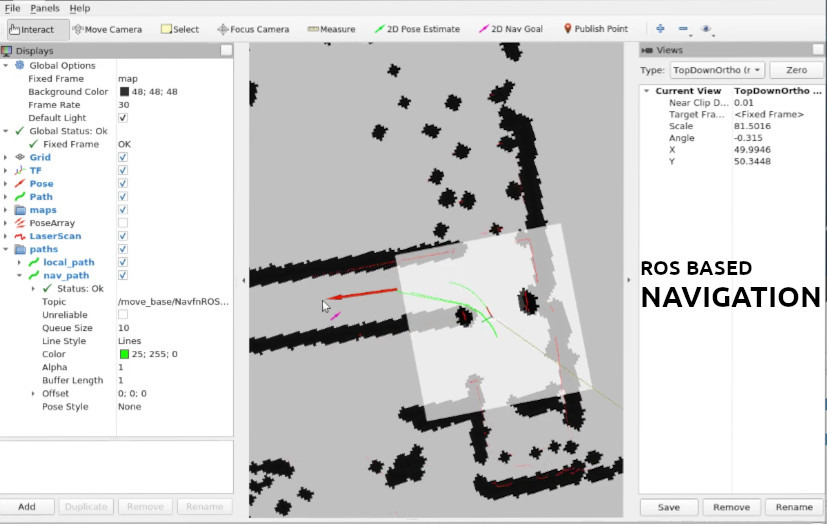 File Panels Help
Interact Move Camera Select Focus Camera Measure 2D Pose Estimate 2D Nav Goal Publish Point
Displays
Global Options
Fixed Frame map
Background Color 48; 48; 48
Frame Rate 30
Default Light
Global Status: Ok
Fixed Frame OK
Grid
TF
Pose
Path
maps
PoseArray
LaserScan
paths
local_path
nav_path
Status: Ok
Topic /move_base/NavfnROS...
Unreliable
Queue Size 10
Line Style Lines
Color 25; 255; 0
Alpha 1
Buffer Length 1
Offset 0; 0; 0
Pose Style None
Add Duplicate Remove Rename
Views
Type: TopDownOrtho (r Zero
Current View TopDownOrtho ...
Near Clip D... 0.01
Target Fra... <Fixed Frame>
Scale 81.5016
Angle -0.315
X 49.9946
Y 50.3448
ROS BASED
NAVIGATION
Save Remove Rename